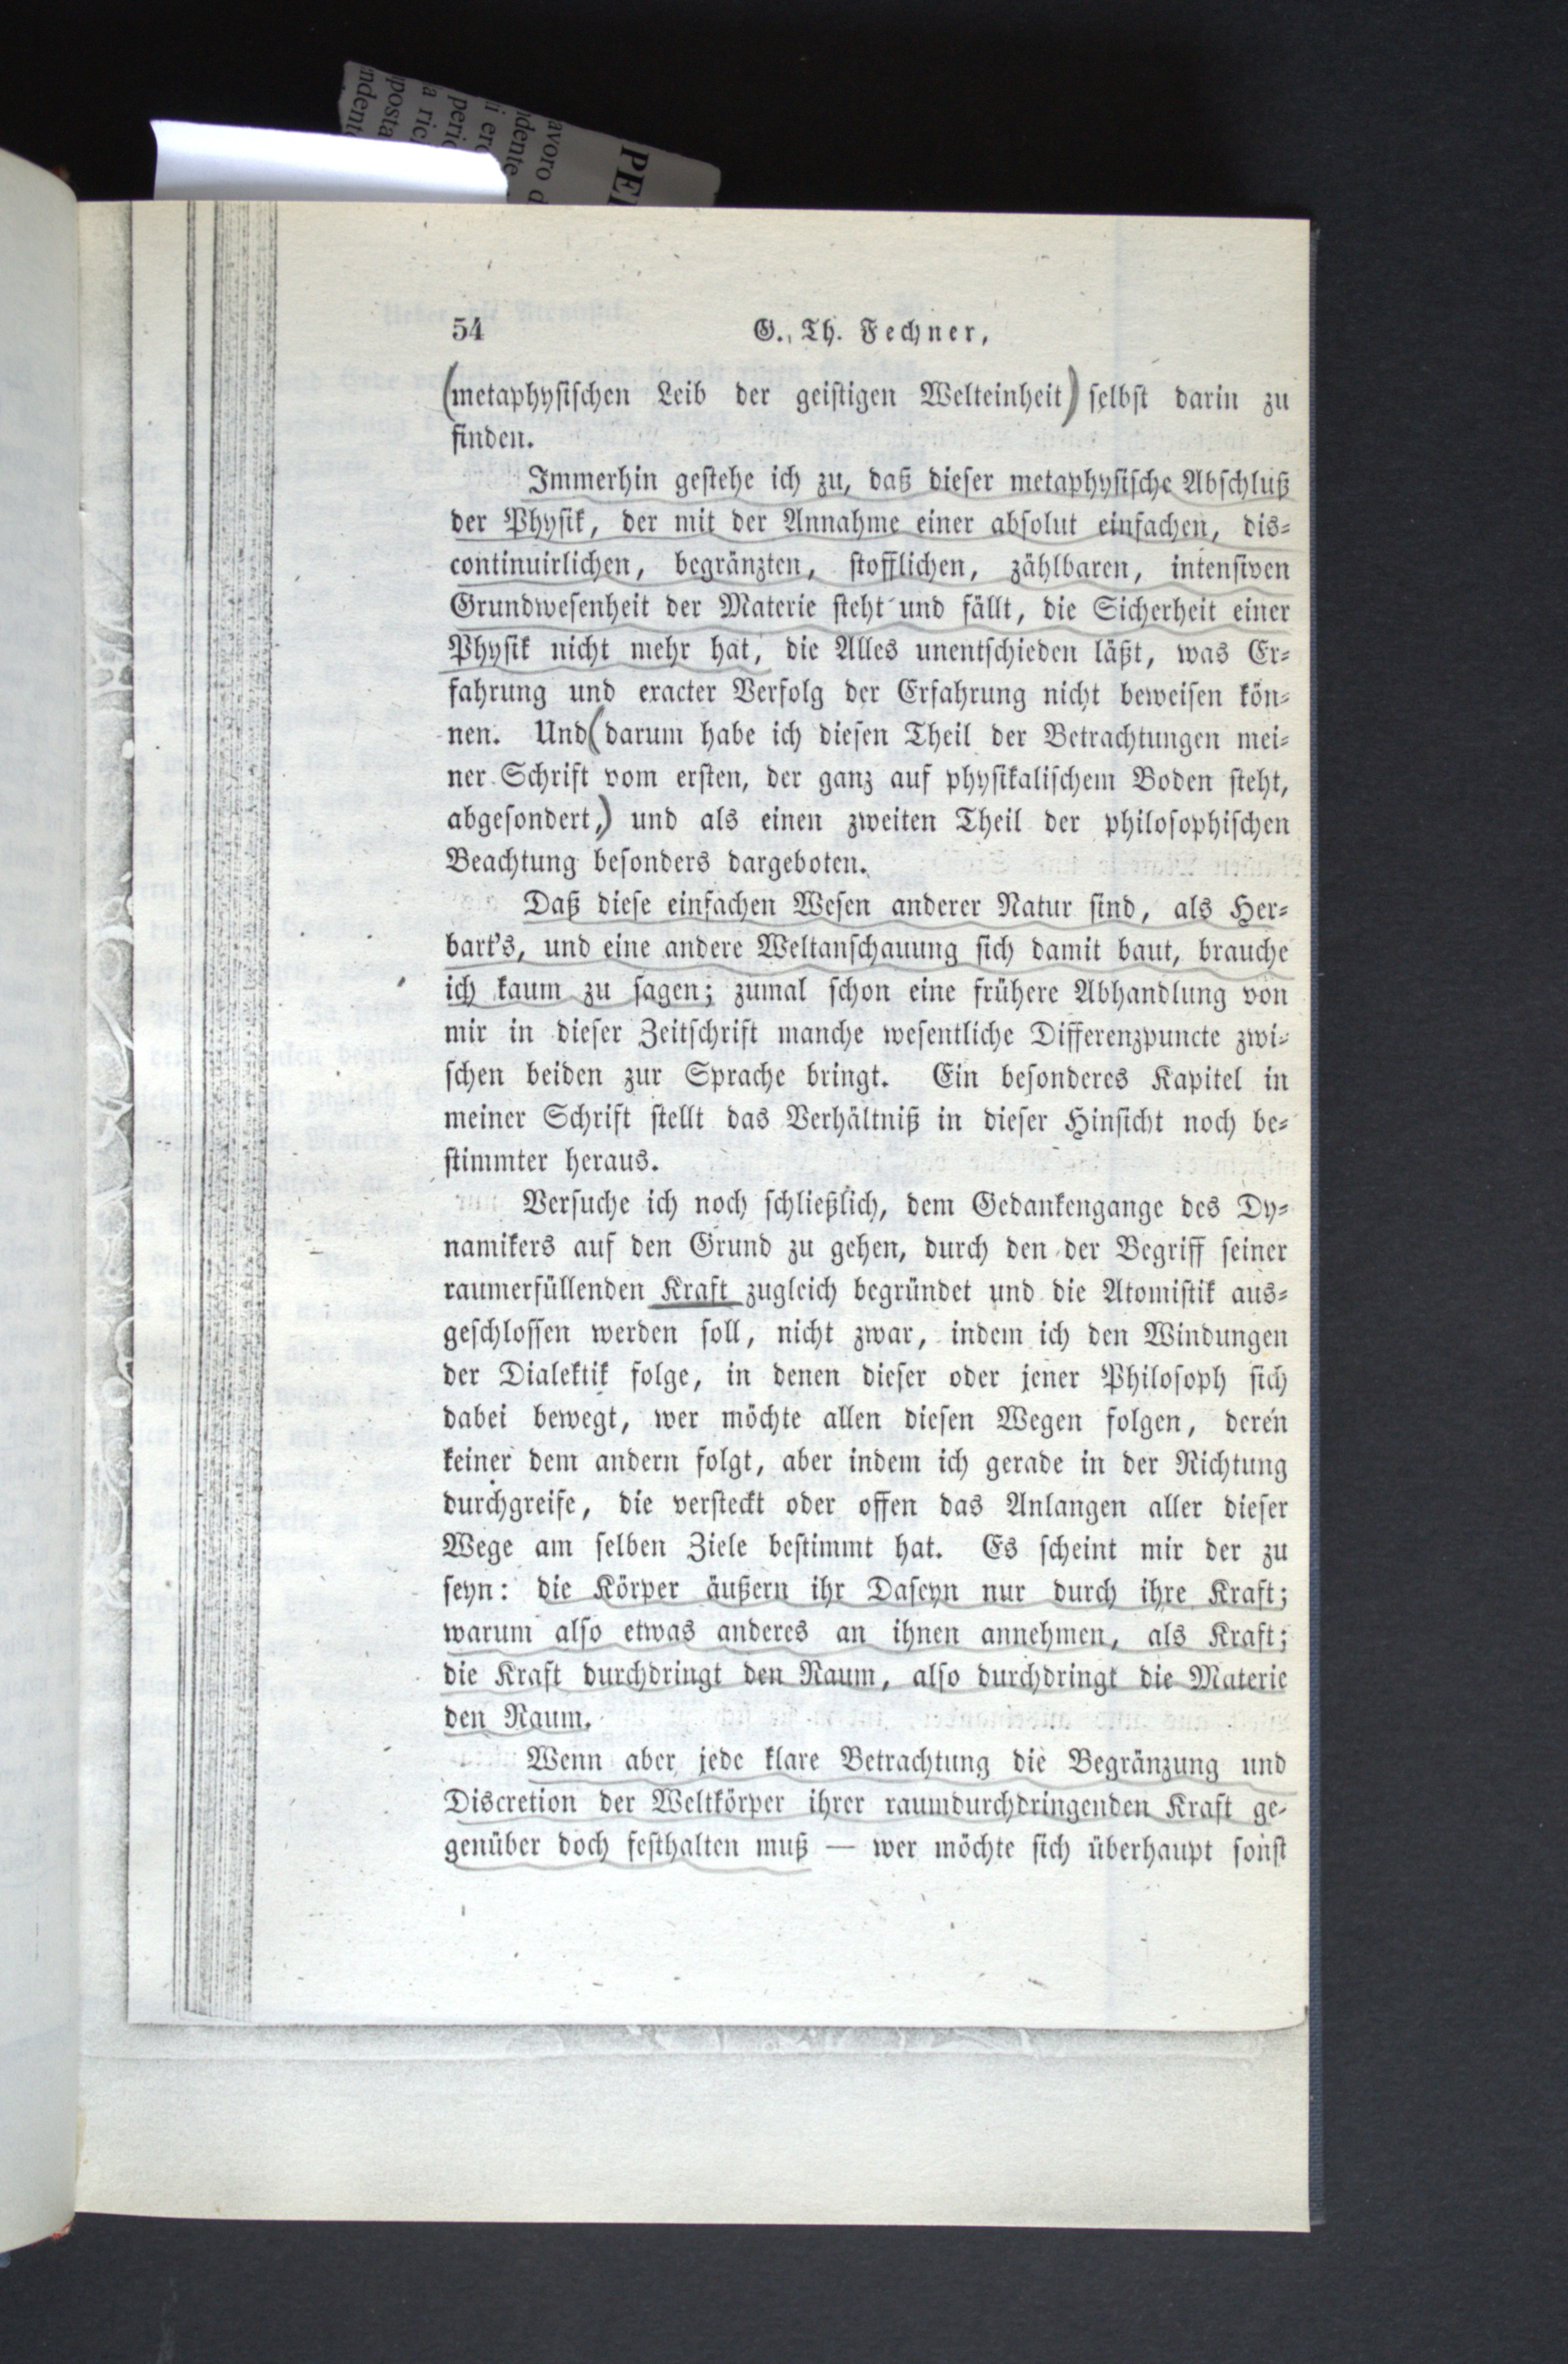 54 G. Th. Fechner,
(metaphysischen Leib der geistigen Welteinheit) selbst darin zu
finden.
Immerhin gestehe ich zu, daß dieser metaphysische Abschluß
der Physik, der mit der Annahme einer absolut einfachen, dis=
continuirlichen, begränzten, stofflichen, zählbaren, intensiven
Grundwesenheit der Materie steht und fällt, die Sicherheit einer
Physik nicht mehr hat, die Alles unentschieden läßt, was Er=
fahrung und exacter Verfolg der Erfahrung nicht beweisen kön=
nen. Und (darum habe ich diesen Theil der Betrachtungen mei=
ner Schrift vom ersten, der ganz auf physikalischem Boden steht,
abgesondert,) und als einen zweiten Theil der philosophischen
Beachtung besonders dargeboten.
Daß diese einfachen Wesen anderer Natur sind, als Her=
bart's, und eine andere Weltanschauung sich damit baut, brauche
ich kaum zu sagen; zumal schon eine frühere Abhandlung von
mir in dieser Zeitschrift manche wesentliche Differenzpuncte zwi=
schen beiden zur Sprache bringt. Ein besonderes Kapitel in
meiner Schrift stellt das Verhältniß in dieser Hinsicht noch be=
stimmter heraus.
Versuche ich noch schließlich, dem Gedankengange des Dy=
namikers auf den Grund zu gehen, durch den der Begriff seiner
raumerfüllenden Kraft zugleich begründet und die Atomistik aus=
geschlossen werden soll, nicht zwar, indem ich den Windungen
der Dialektik folge, in denen dieser oder jener Philosoph sich
dabei bewegt, wer möchte allen diesen Wegen folgen, deren
keiner dem andern folgt, aber indem ich gerade in der Richtung
durchgreife, die versteckt oder offen das Anlangen aller dieser
Wege am selben Ziele bestimmt hat. Es scheint mir der zu
seyn: die Körper äußern ihr Daseyn nur durch ihre Kraft;
warum also etwas anderes an ihnen annehmen, als Kraft;
die Kraft durchdringt den Raum, also durchdringt die Materie
den Raum.
Wenn aber jede klare Betrachtung die Begränzung und
Discretion der Weltkörper ihrer raumdurchdringenden Kraft ge=
genüber doch festhalten muß — wer möchte sich überhaupt sonst